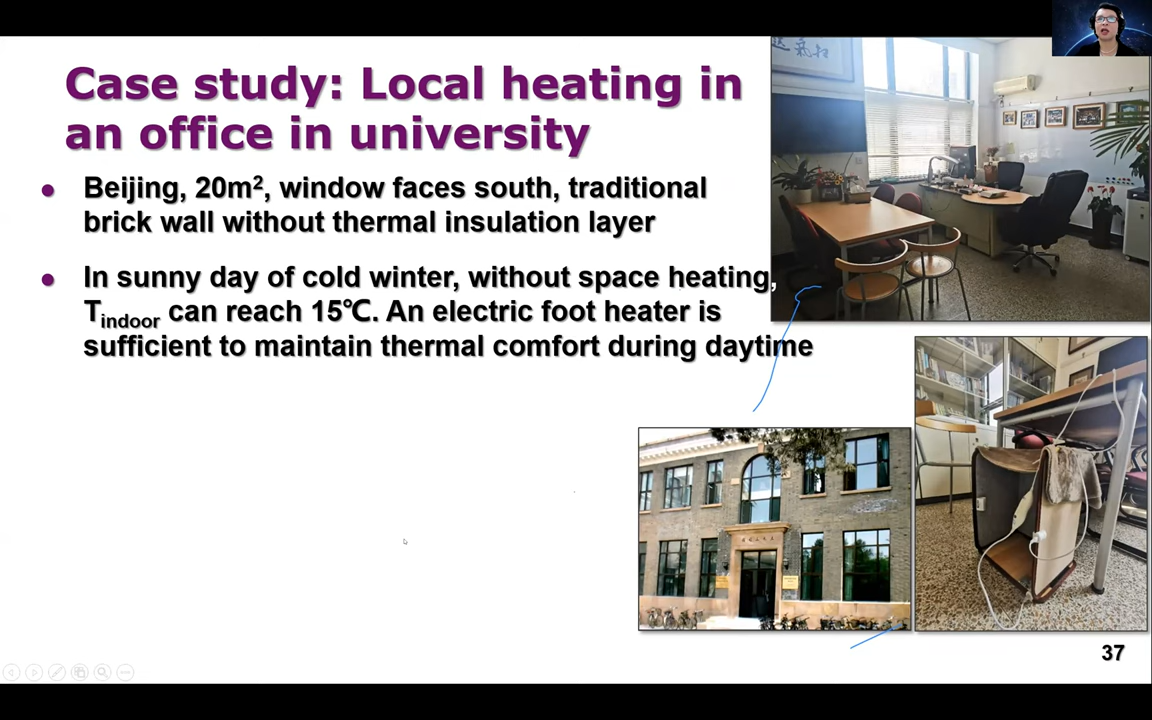 Case study: Local heating in
an office in university
● Beijing, 20m², window faces south, traditional
brick wall without thermal insulation layer
● In sunny day of cold winter, without space heating,
Tindoor can reach 15℃. An electric foot heater is
sufficient to maintain thermal comfort during daytime
37